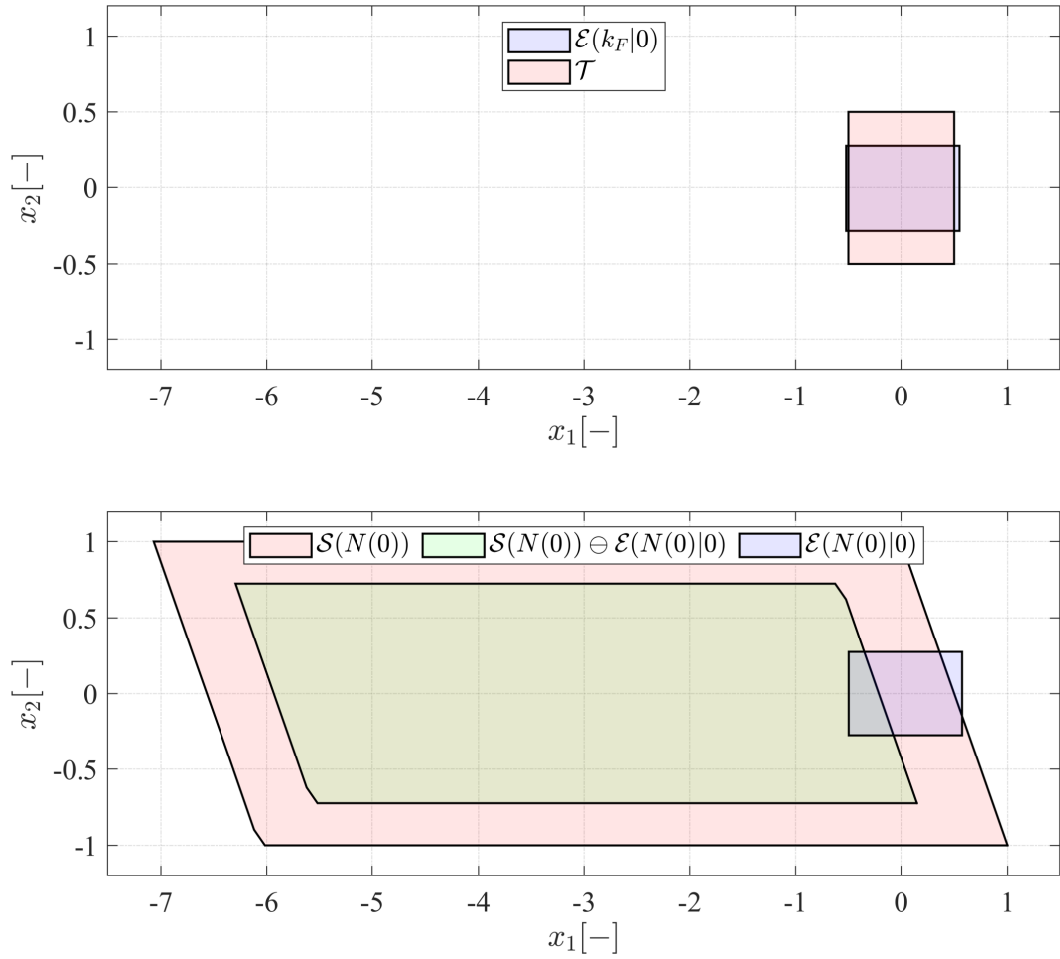 1
0.5
0
-0.5
-1
x₂[−]
ℰ(k_F|0)
𝒯
-7 -6 -5 -4 -3 -2 -1 0 1
x₁[−]
1
0.5
0
-0.5
-1
x₂[−]
𝒮(N(0)) 𝒮(N(0)) ⊖ ℰ(N(0)|0) ℰ(N(0)|0)
-7 -6 -5 -4 -3 -2 -1 0 1
x₁[−]